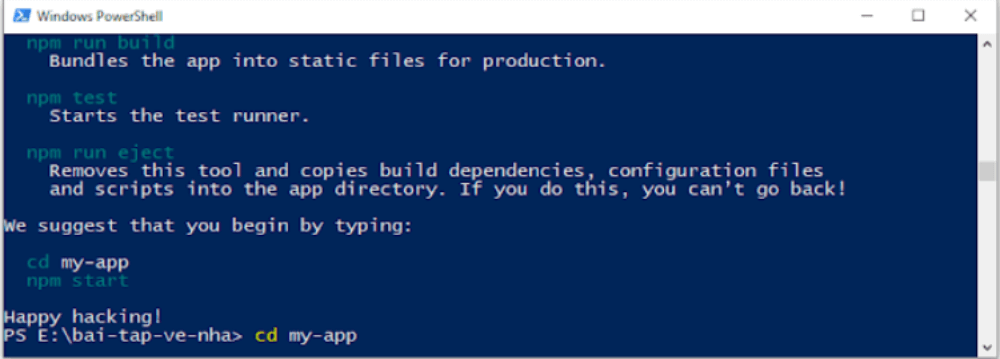 Windows PowerShell
npm run build
Bundles the app into static files for production.
npm test
Starts the test runner.
npm run eject
Removes this tool and copies build dependencies, configuration files
and scripts into the app directory. If you do this, you can't go back!
We suggest that you begin by typing:
cd my-app
npm start
Happy hacking!
PS E:\bai-tap-ve-nha> cd my-app